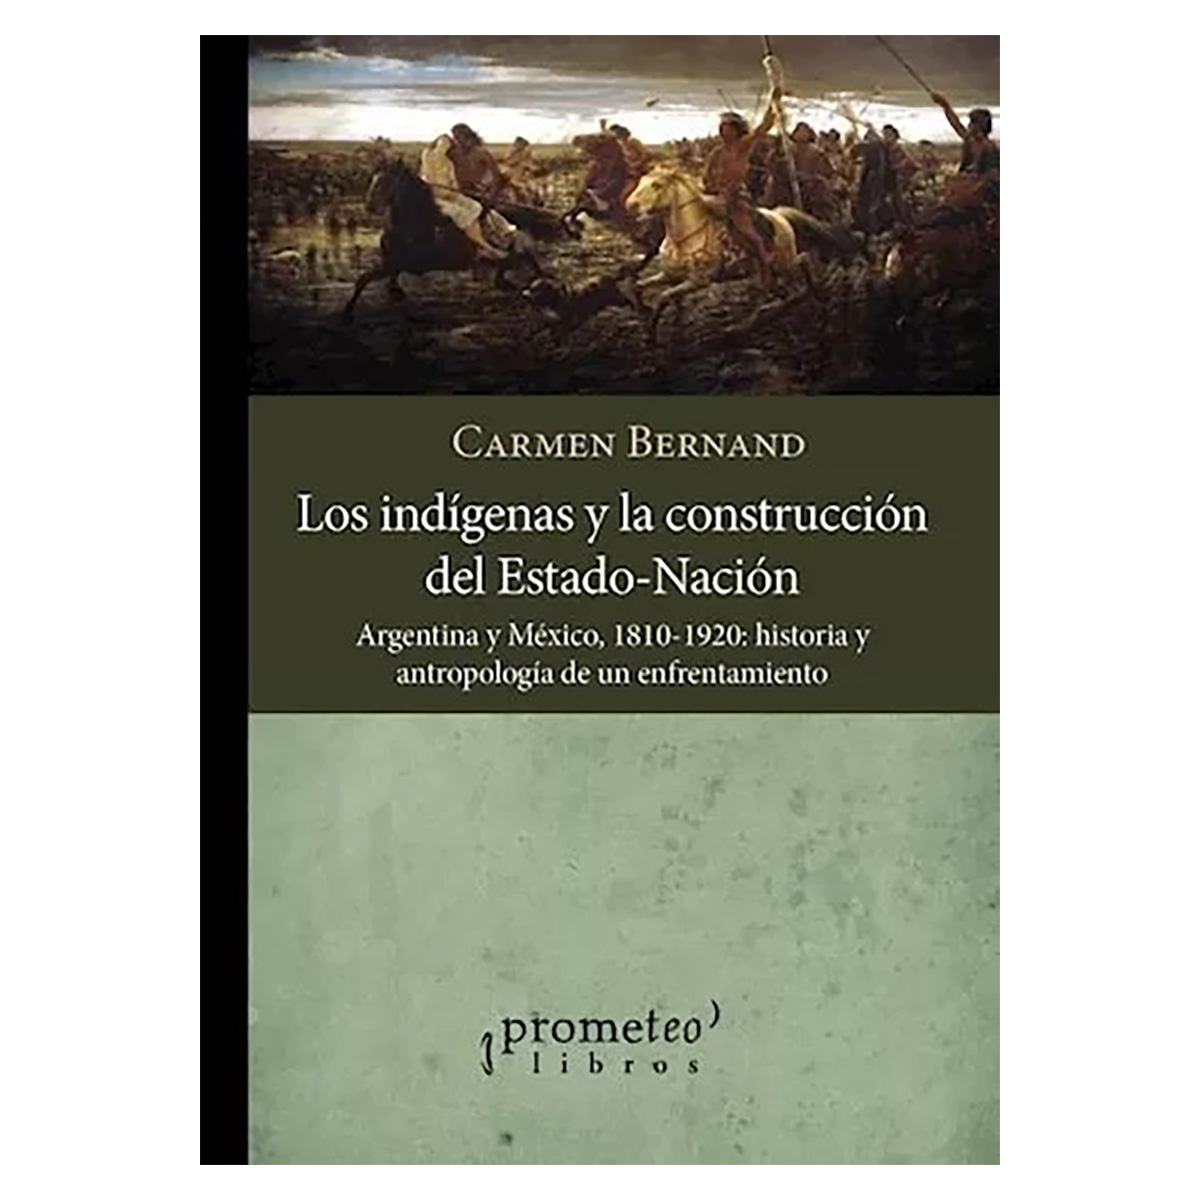 CARMEN BERNAND
Los indígenas y la construcción
del Estado-Nación
Argentina y México, 1810-1920: historia y
antropología de un enfrentamiento
prometeo
libros